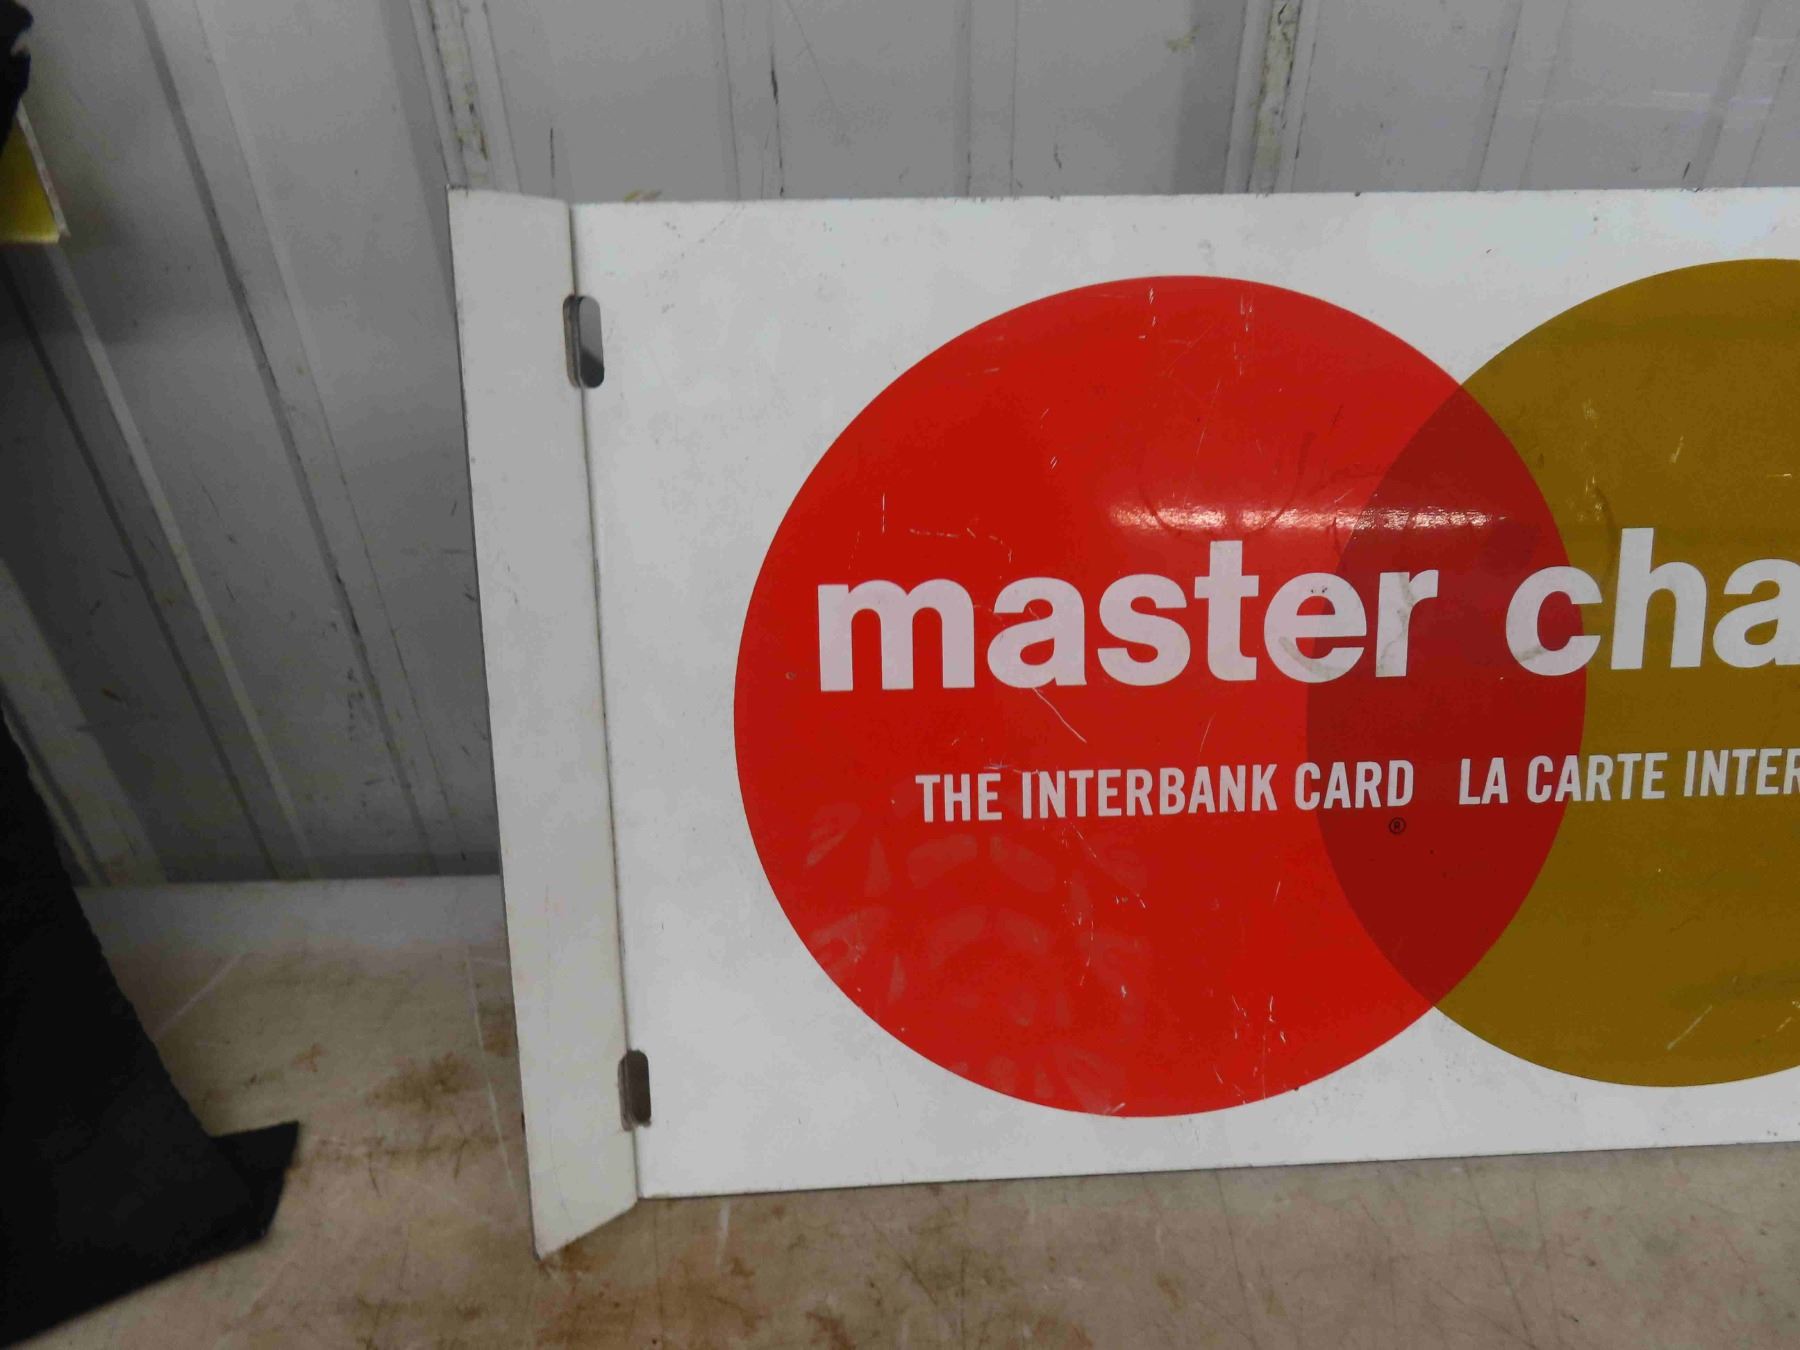 master cha
THE INTERBANK CARD LA CARTE INTER
®